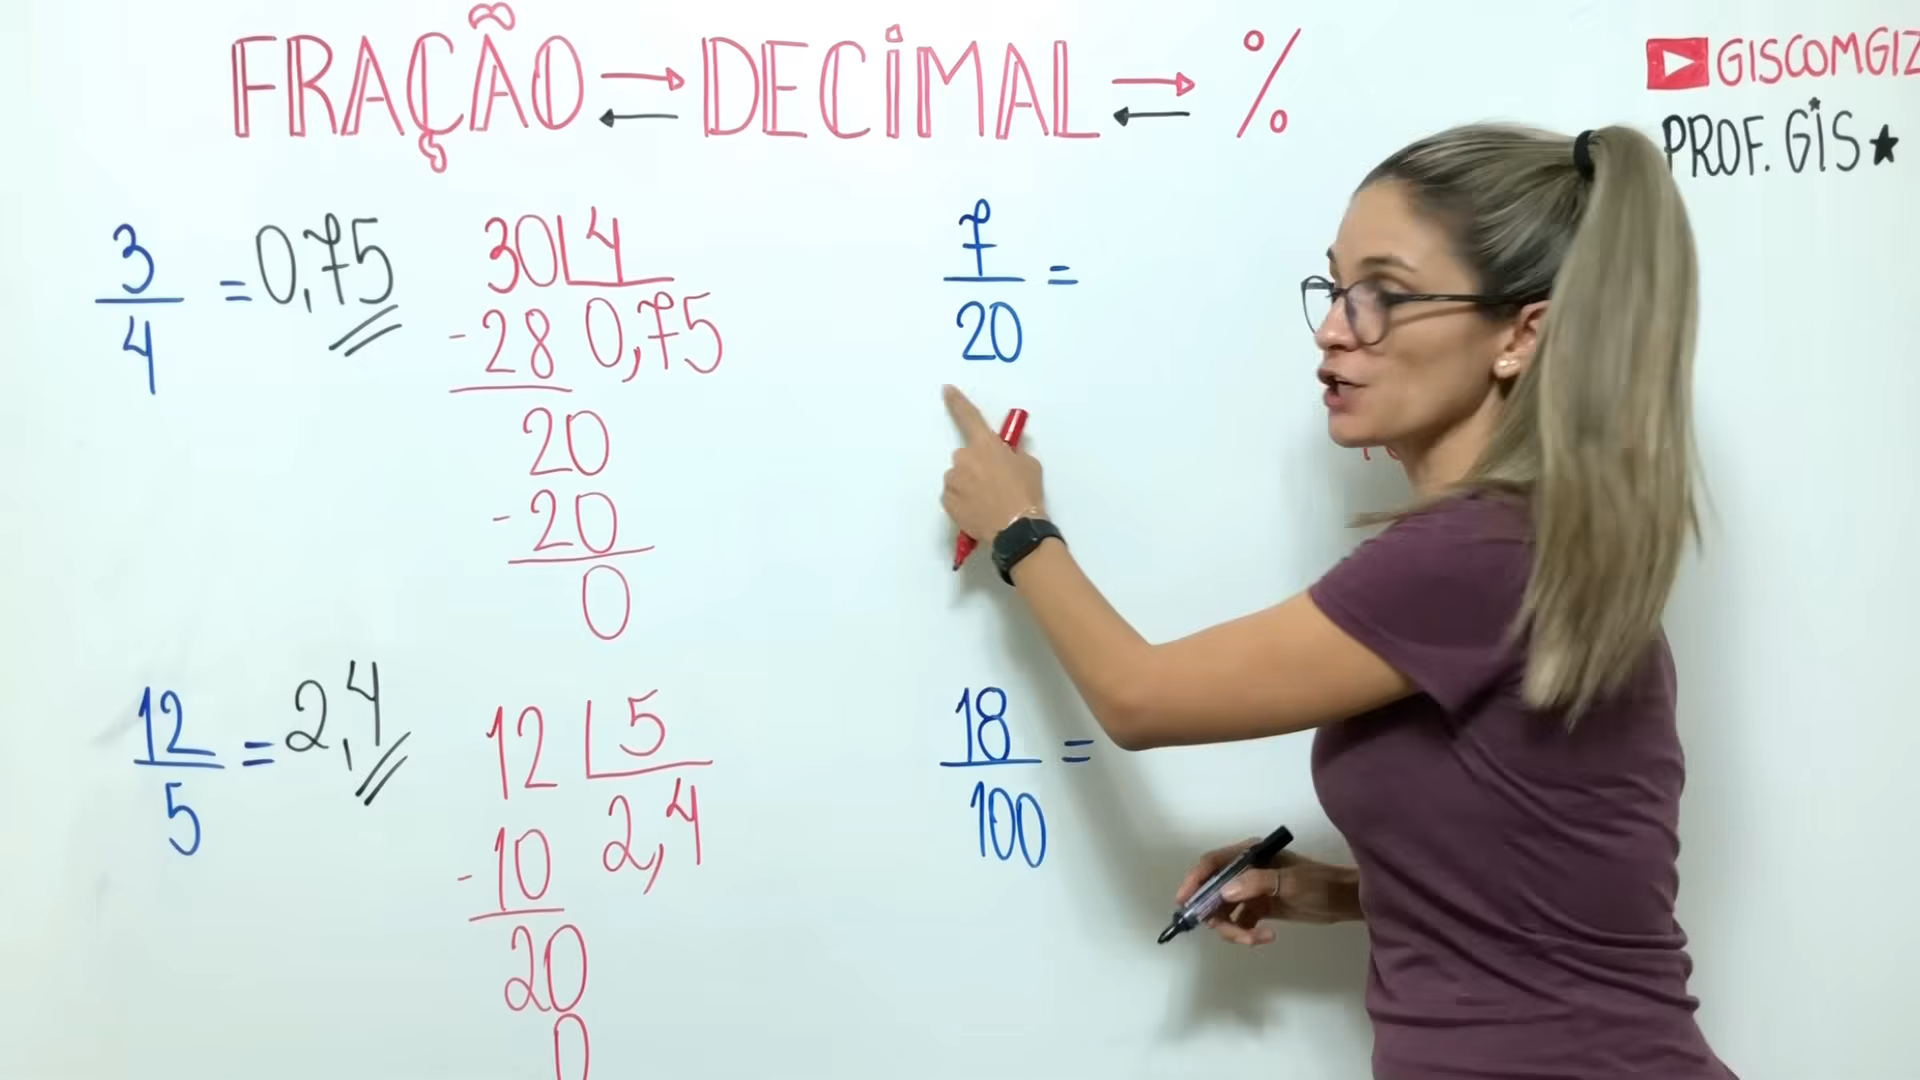 FRAÇÃO ⇄ DECIMAL ⇄ %
GISCOMGIZ
PROF. GIS ★
3/4 = 0,75
30 | 4
- 28 0,75
20
- 20
0
7/20 =
12/5 = 2,4
12 | 5
- 10 2,4
20
0
18/100 =